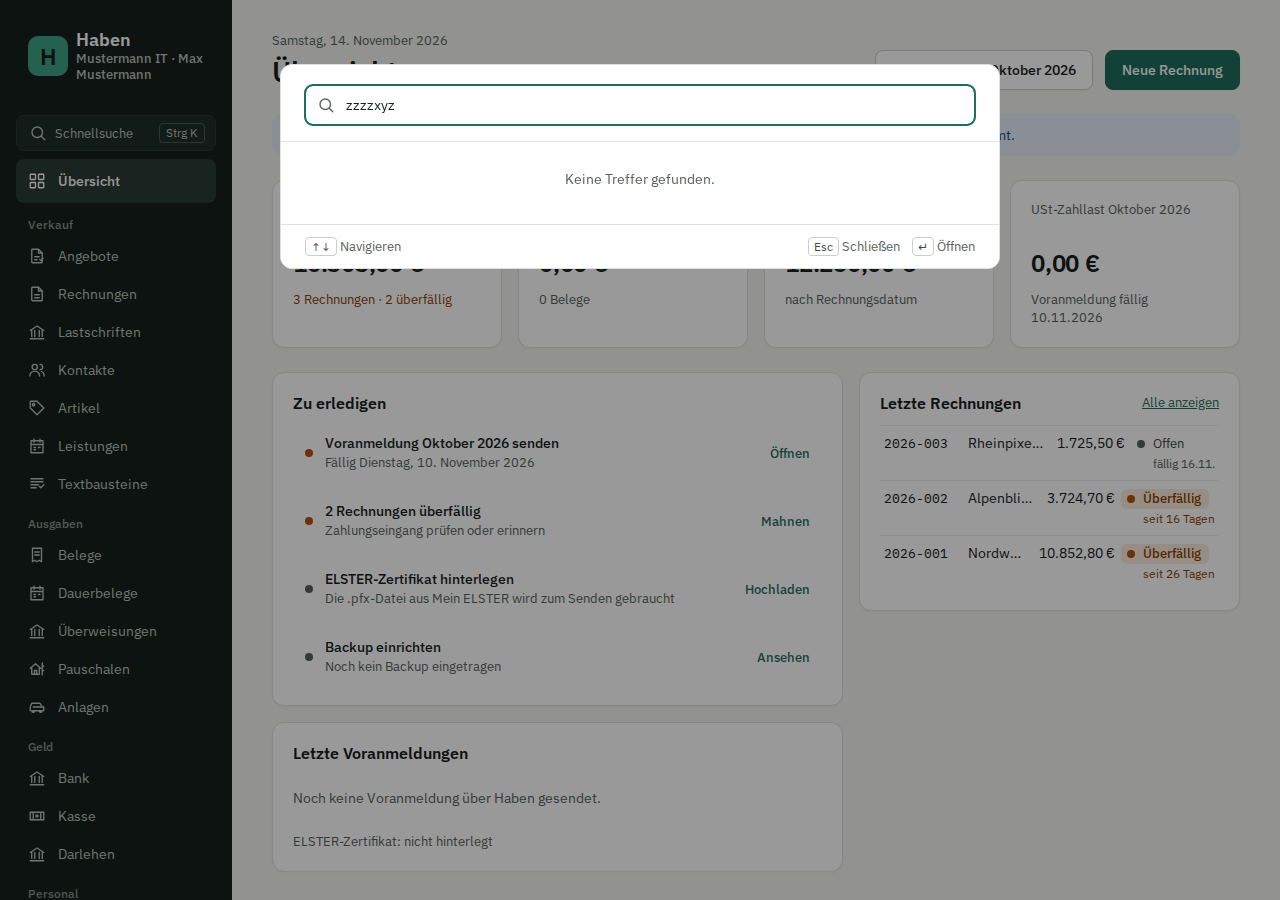 Haben
Mustermann IT · Max
Mustermann
Schnellsuche
Strg K
Übersicht
Verkauf
Angebote
Rechnungen
Lastschriften
Kontakte
Artikel
Leistungen
Textbausteine
Ausgaben
Belege
Dauerbelege
Überweisungen
Pauschalen
Anlagen
Geld
Bank
Kasse
Darlehen
Personal
Samstag, 14. November 2026
Oktober 2026
Neue Rechnung
zzzzxyz
Keine Treffer gefunden.
↑↓ Navigieren
Esc Schließen
↵ Öffnen
3 Rechnungen · 2 überfällig
0 Belege
nach Rechnungsdatum
USt-Zahllast Oktober 2026
0,00 €
Voranmeldung fällig
10.11.2026
Zu erledigen
Voranmeldung Oktober 2026 senden
Fällig Dienstag, 10. November 2026
Öffnen
2 Rechnungen überfällig
Zahlungseingang prüfen oder erinnern
Mahnen
ELSTER-Zertifikat hinterlegen
Die .pfx-Datei aus Mein ELSTER wird zum Senden gebraucht
Hochladen
Backup einrichten
Noch kein Backup eingetragen
Ansehen
Letzte Rechnungen
Alle anzeigen
2026-003 Rheinpixe… 1.725,50 € Offen
fällig 16.11.
2026-002 Alpenbli… 3.724,70 € Überfällig
seit 16 Tagen
2026-001 Nordw… 10.852,80 € Überfällig
seit 26 Tagen
Letzte Voranmeldungen
Noch keine Voranmeldung über Haben gesendet.
ELSTER-Zertifikat: nicht hinterlegt